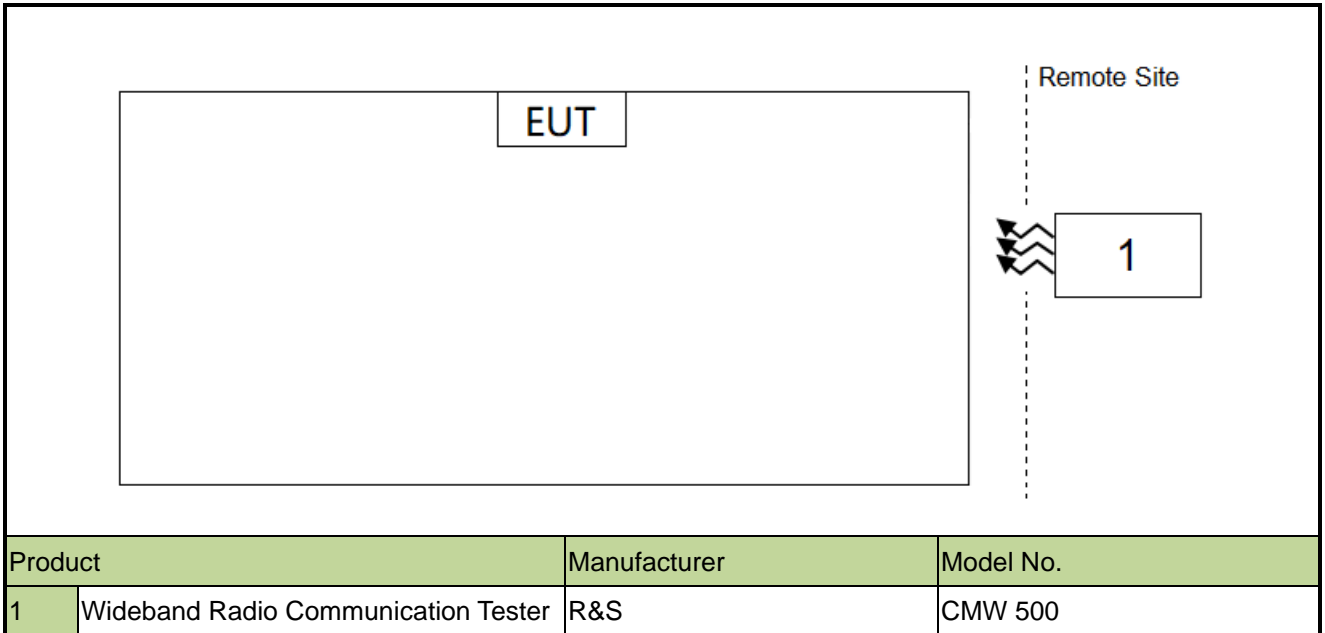 Remote Site
EUT
1
Product Manufacturer Model No.
1 Wideband Radio Communication Tester R&S CMW 500